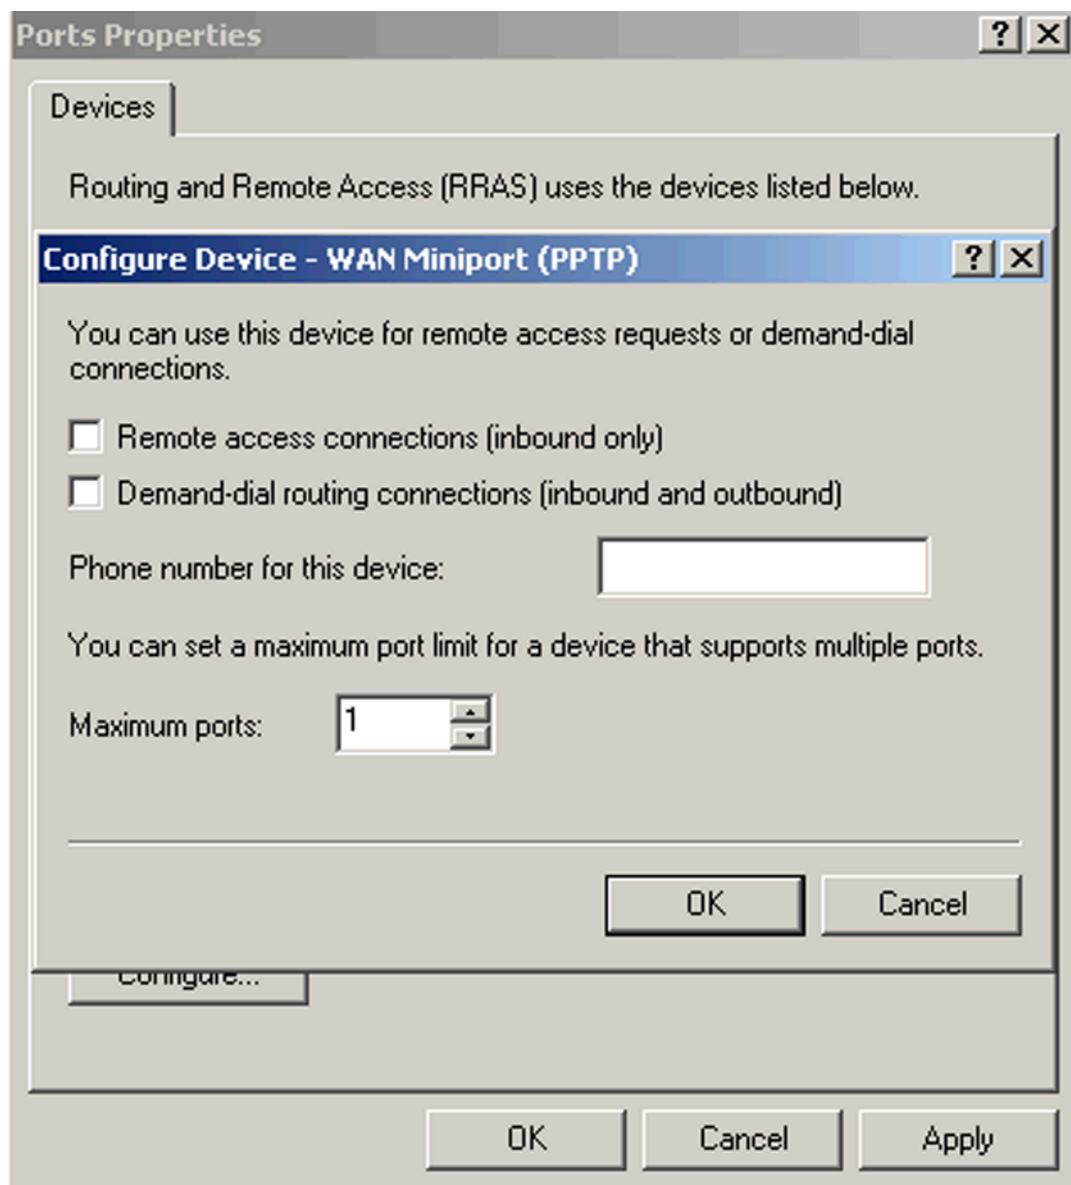 Ports Properties
Devices
Routing and Remote Access (RRAS) uses the devices listed below.
Configure Device - WAN Miniport (PPTP)
You can use this device for remote access requests or demand-dial
connections.
Remote access connections (inbound only)
Demand-dial routing connections (inbound and outbound)
Phone number for this device:
You can set a maximum port limit for a device that supports multiple ports.
Maximum ports: 1
OK Cancel
Configure...
OK Cancel Apply